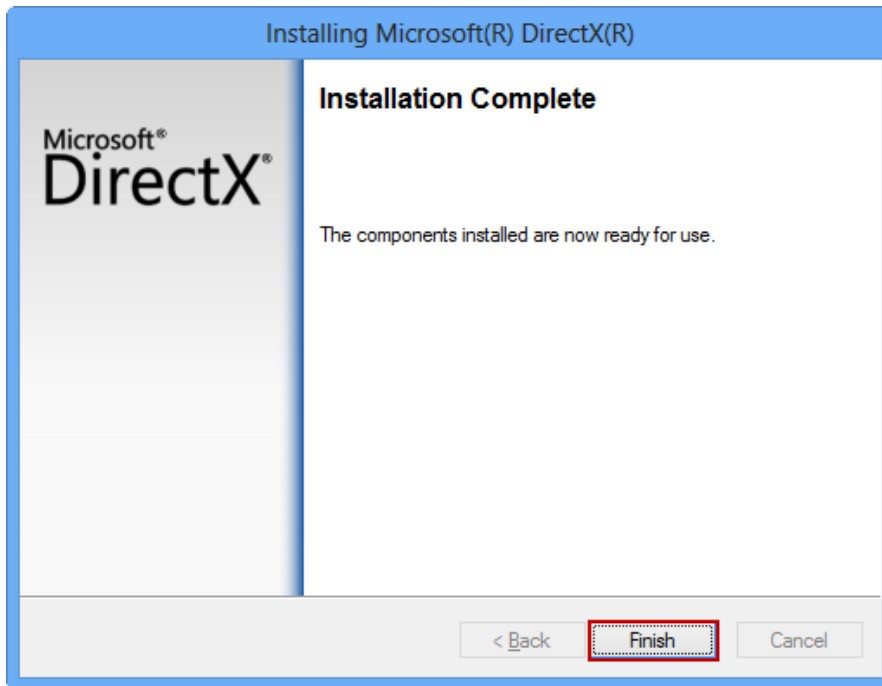 Installing Microsoft(R) DirectX(R)
Installation Complete
Microsoft®
DirectX®
The components installed are now ready for use.
< Back Finish Cancel